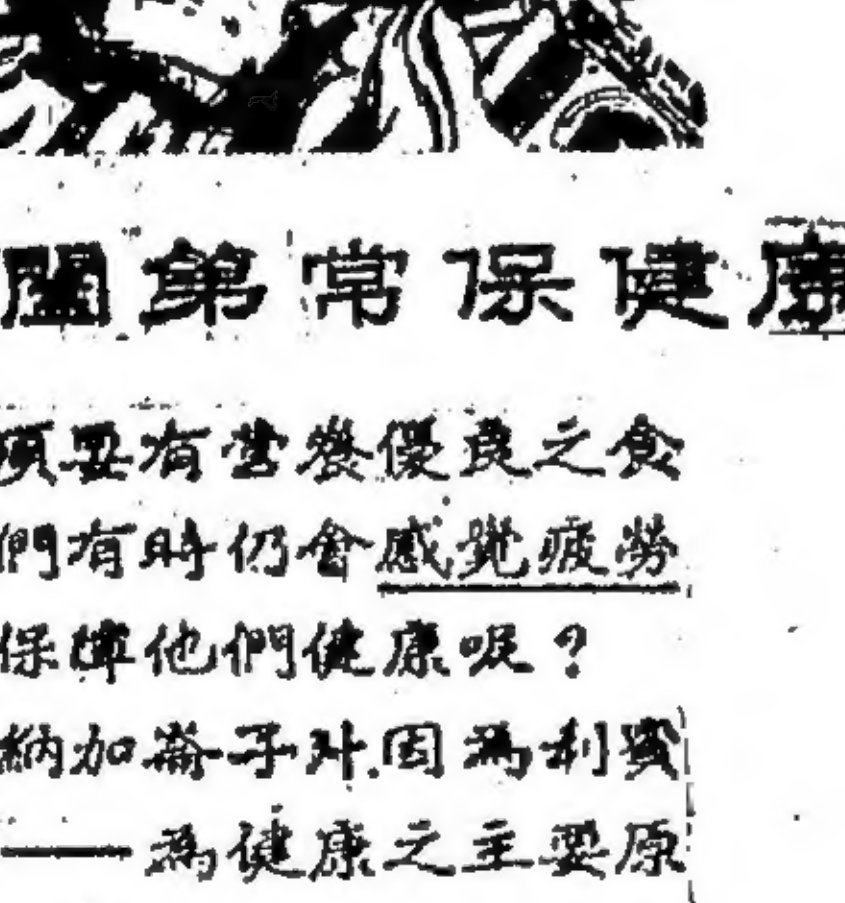 闔第常保健康
須要有營養優良之食
們有時仍會感覺疲勞
保障他們健康呢？
納加崙子外.因為利賓
為健康之主要原